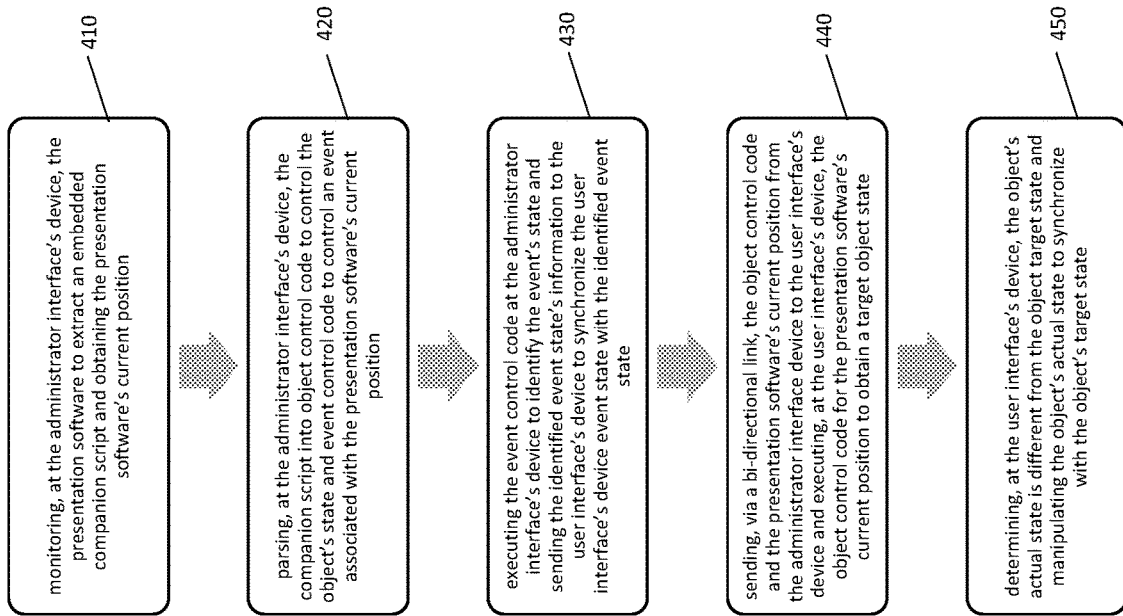 monitoring, at the administrator interface's device, the
presentation software to extract an embedded
companion script and obtaining the presentation
software's current position
410
parsing, at the administrator interface's device, the
companion script into object control code to control the
object's state and event control code to control an event
associated with the presentation software's current
position
420
executing the event control code at the administrator
interface's device to identify the event's state and
sending the identified event state's information to the
user interface's device to synchronize the user
interface's device event state with the identified event
state
430
sending, via a bi-directional link, the object control code
and the presentation software's current position from
the administrator interface device to the user interface's
device and executing, at the user interface's device, the
object control code for the presentation software's
current position to obtain a target object state
440
determining, at the user interface's device, the object's
actual state is different from the object target state and
manipulating the object's actual state to synchronize
with the object's target state
450